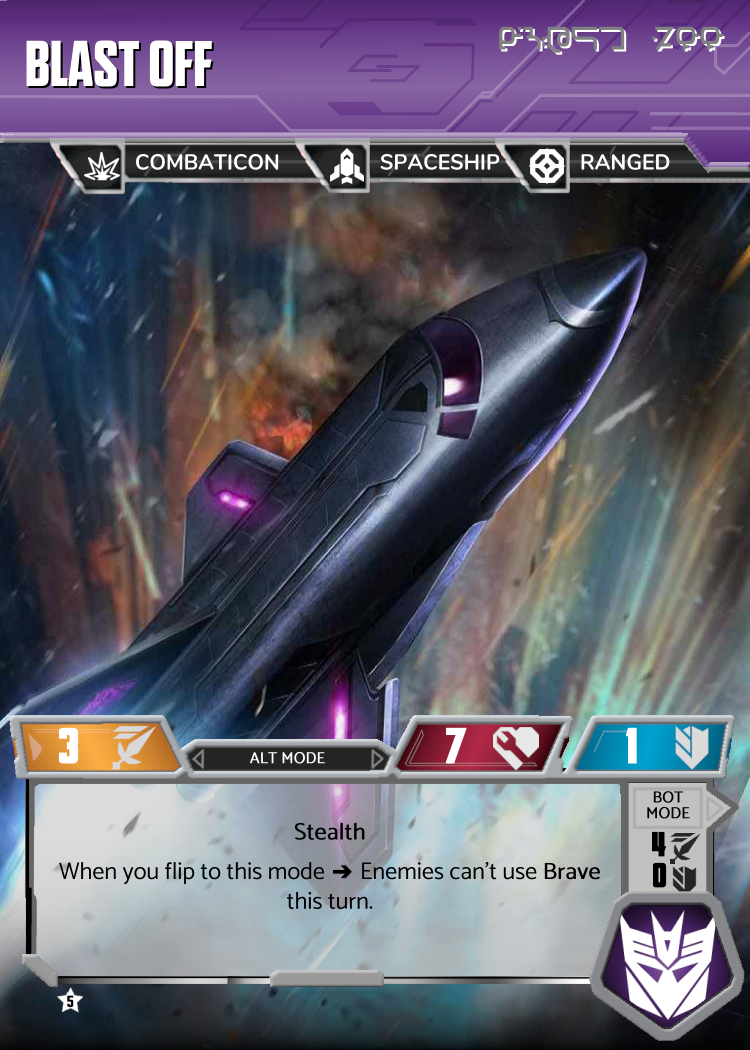 BLAST OFF
COMBATICON SPACESHIP RANGED
3 ALT MODE 7 1
BOT
MODE
4
0
Stealth
When you flip to this mode ➔ Enemies can't use Brave
this turn.
5